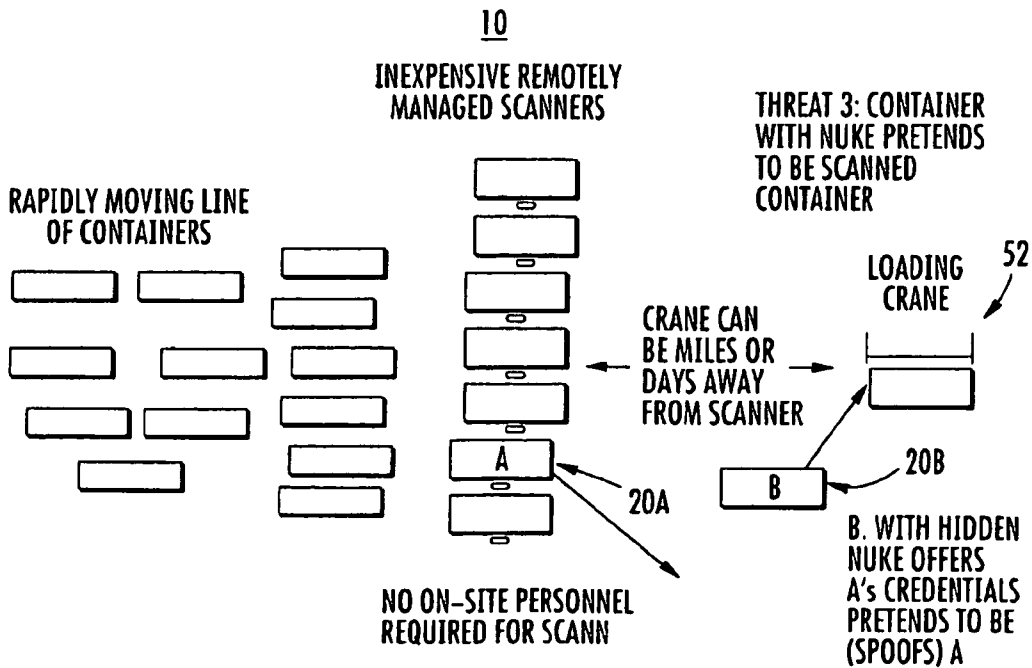 10
INEXPENSIVE REMOTELY
MANAGED SCANNERS
THREAT 3: CONTAINER
WITH NUKE PRETENDS
TO BE SCANNED
CONTAINER
RAPIDLY MOVING LINE
OF CONTAINERS
LOADING
CRANE
52
CRANE CAN
BE MILES OR
DAYS AWAY
FROM SCANNER
A
20A
B
20B
B. WITH HIDDEN
NUKE OFFERS
A's CREDENTIALS
PRETENDS TO BE
(SPOOFS) A
NO ON-SITE PERSONNEL
REQUIRED FOR SCANN